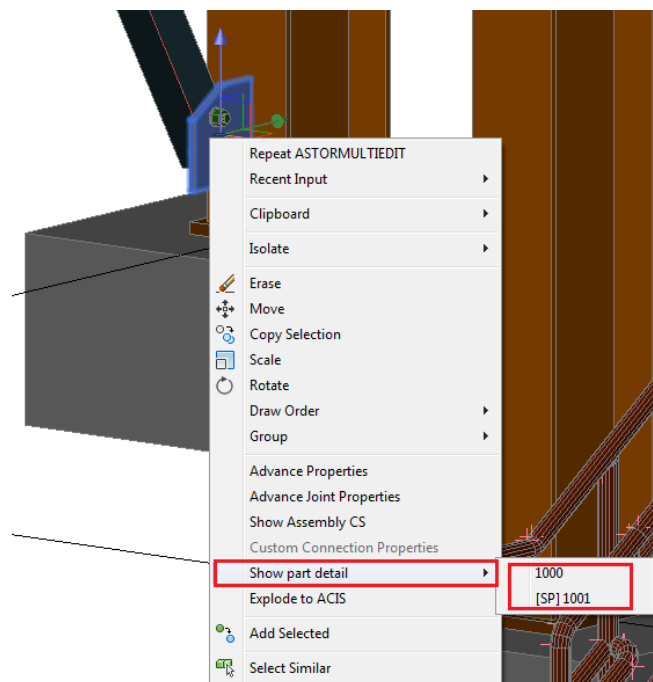 Repeat ASTORMULTIEDIT
Recent Input
Clipboard
Isolate
Erase
Move
Copy Selection
Scale
Rotate
Draw Order
Group
Advance Properties
Advance Joint Properties
Show Assembly CS
Custom Connection Properties
Show part detail
1000
Explode to ACIS
[SP] 1001
Add Selected
Select Similar